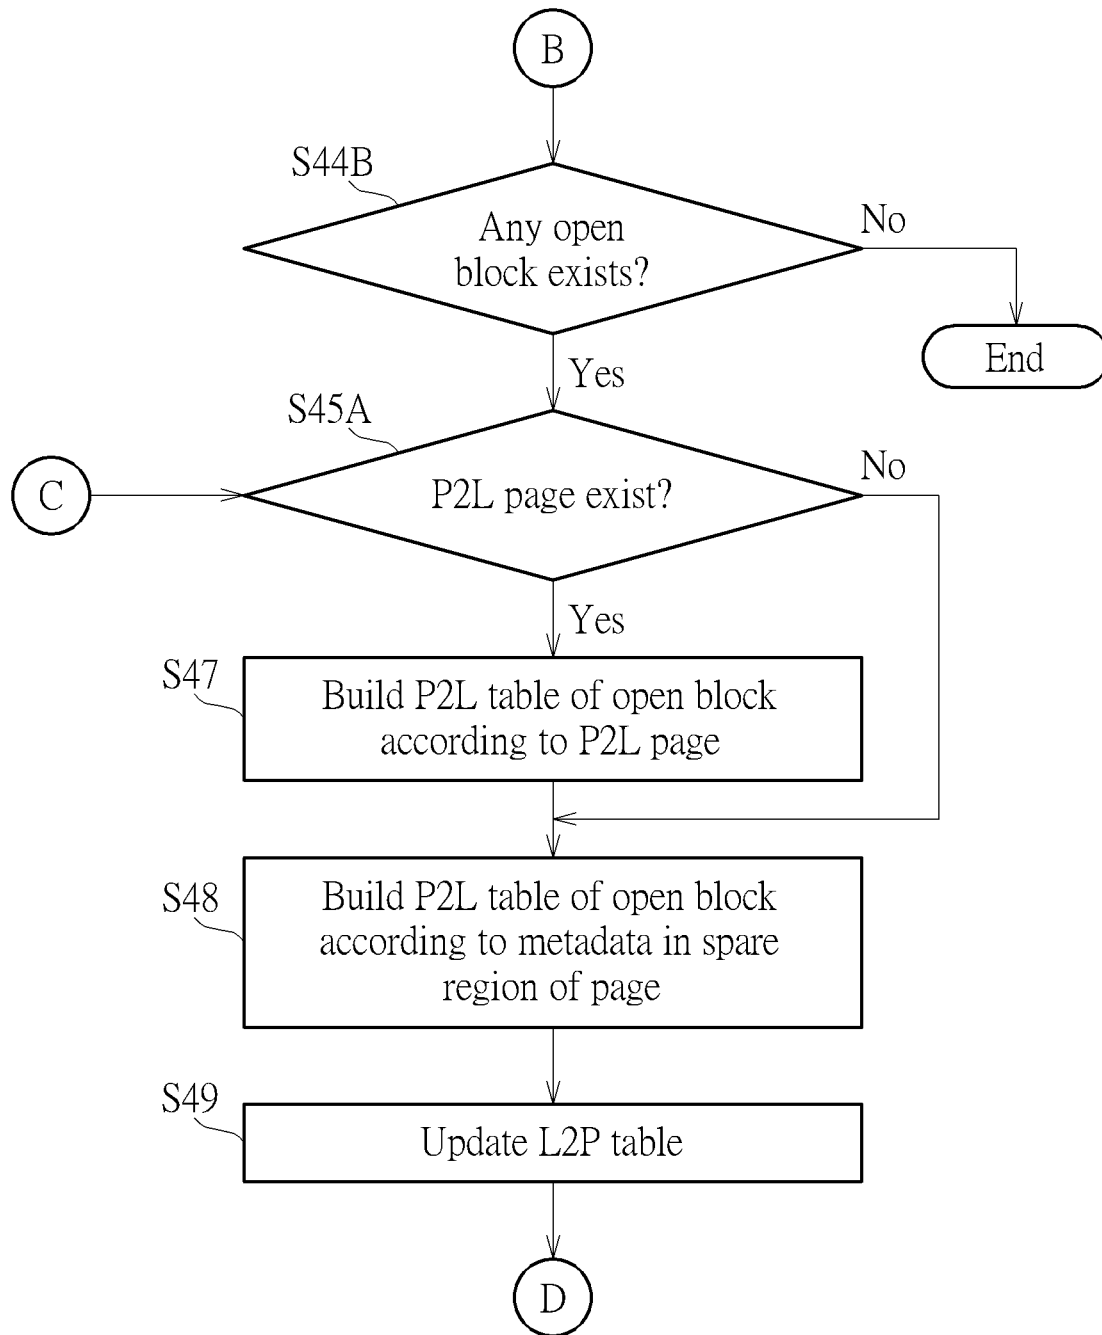 B
S44B
Any open
block exists?
No
End
Yes
S45A
C
P2L page exist?
No
Yes
S47
Build P2L table of open block
according to P2L page
S48
Build P2L table of open block
according to metadata in spare
region of page
S49
Update L2P table
D